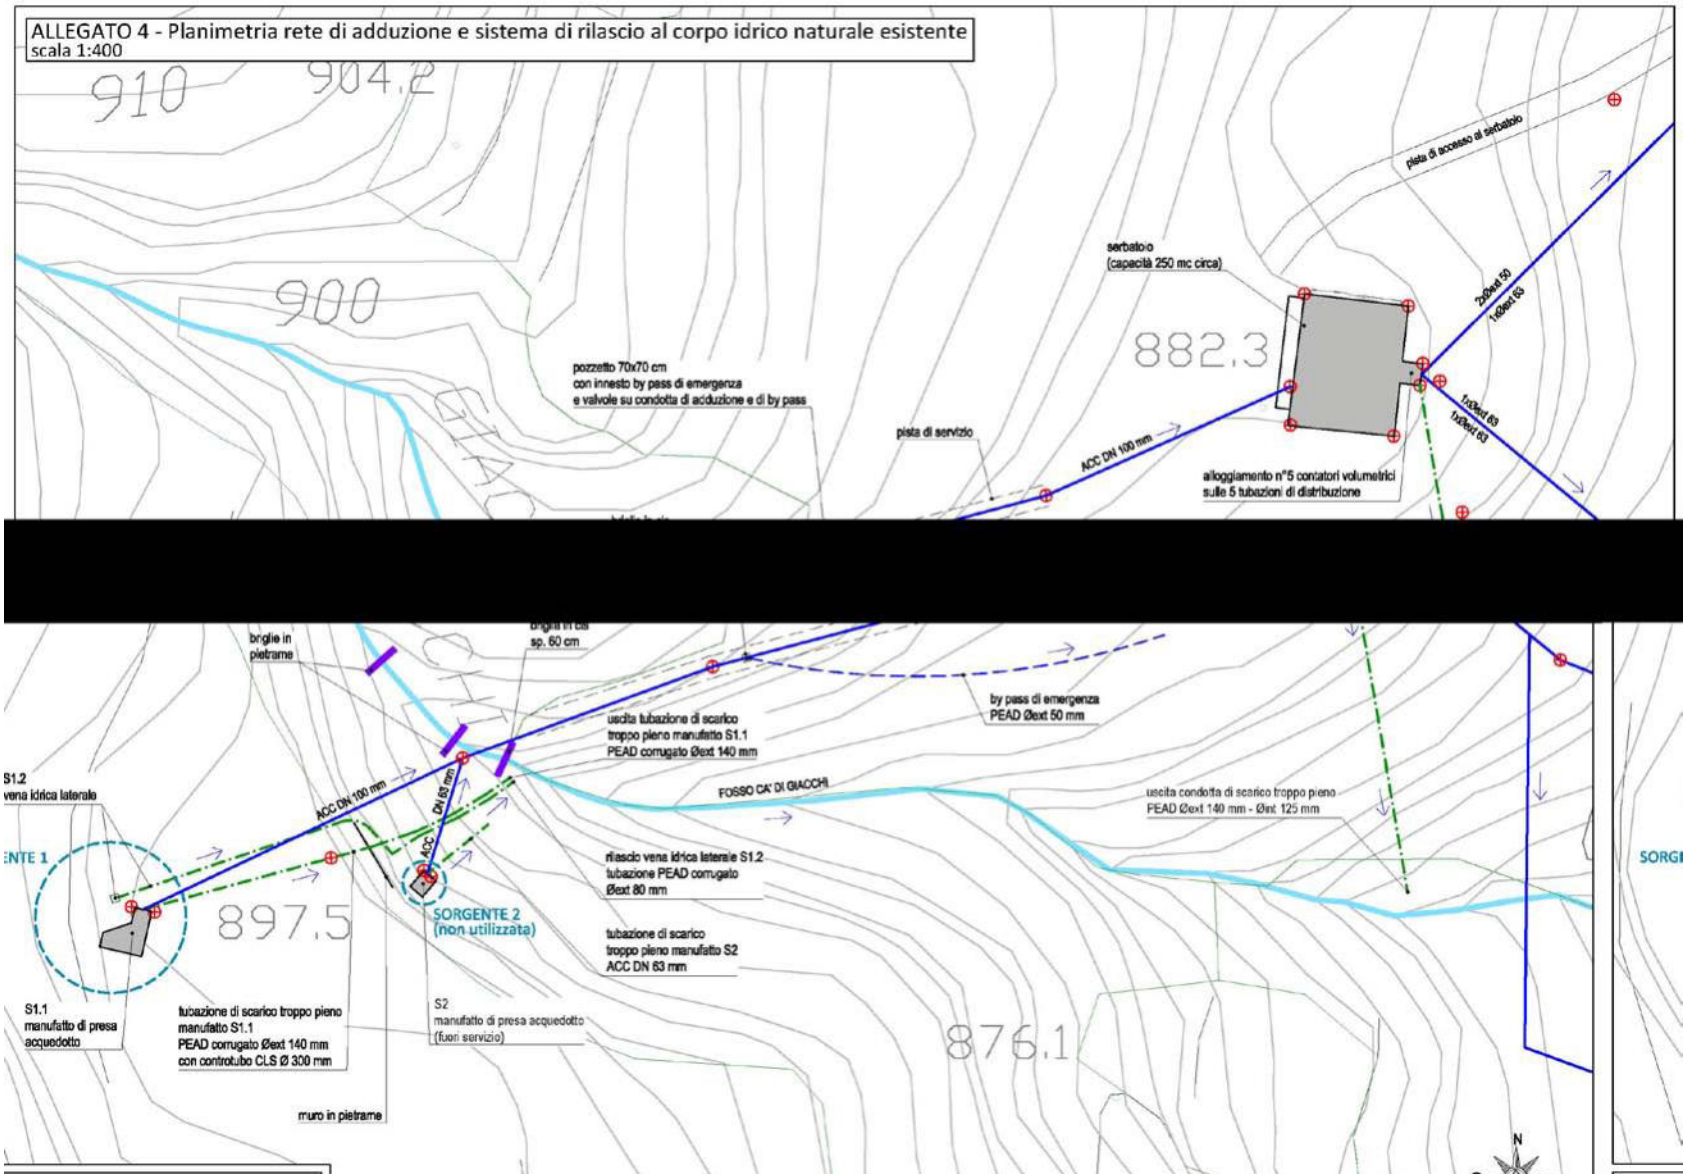 ALLEGATO 4 - Planimetria rete di adduzione e sistema di rilascio al corpo idrico naturale esistente
scala 1:400
910
904.2
pista di accesso al serbatoio
serbatoio
(capacità 250 mc circa)
2xØext 50
1xØext 63
900
882.3
pozzetto 70x70 cm
con innesto by pass di emergenza
e valvole su condotta di adduzione e di by pass
1xØext 63
1xØext 63
pista di servizio
ACC DN 100 mm
alloggiamento n°5 contatori volumetrici
sulle 5 tubazioni di distribuzione
briglie in
pietrame
briglia in cls
sp. 60 cm
by pass di emergenza
PEAD Øext 50 mm
uscita tubazione di scarico
troppo pieno manufatto S1.1
PEAD corrugato Øext 140 mm
S1.2
vena idrica laterale
ACC DN 100 mm
ACC DN 63 mm
FOSSO CA' DI GIACCHI
uscita condotta di scarico troppo pieno
PEAD Øext 140 mm - Øint 125 mm
ENTE 1
SORGE
rilascio vena idrica laterale S1.2
tubazione PEAD corrugato
Øext 80 mm
897.5
SORGENTE 2
(non utilizzata)
tubazione di scarico
troppo pieno manufatto S2
ACC DN 63 mm
S1.1
manufatto di presa
acquedotto
tubazione di scarico troppo pieno
manufatto S1.1
PEAD corrugato Øext 140 mm
con controtubo CLS Ø 300 mm
S2
manufatto di presa acquedotto
(fuori servizio)
876.1
muro in pietrame
N